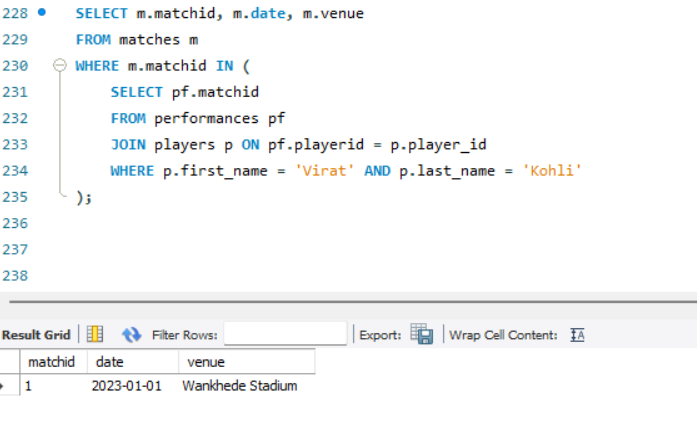 228 SELECT m.matchid, m.date, m.venue
229 FROM matches m
230 WHERE m.matchid IN (
231 SELECT pf.matchid
232 FROM performances pf
233 JOIN players p ON pf.playerid = p.player_id
234 WHERE p.first_name = 'Virat' AND p.last_name = 'Kohli'
235 );
236
237
238
Result Grid Filter Rows: Export: Wrap Cell Content:
matchid date venue
1 2023-01-01 Wankhede Stadium